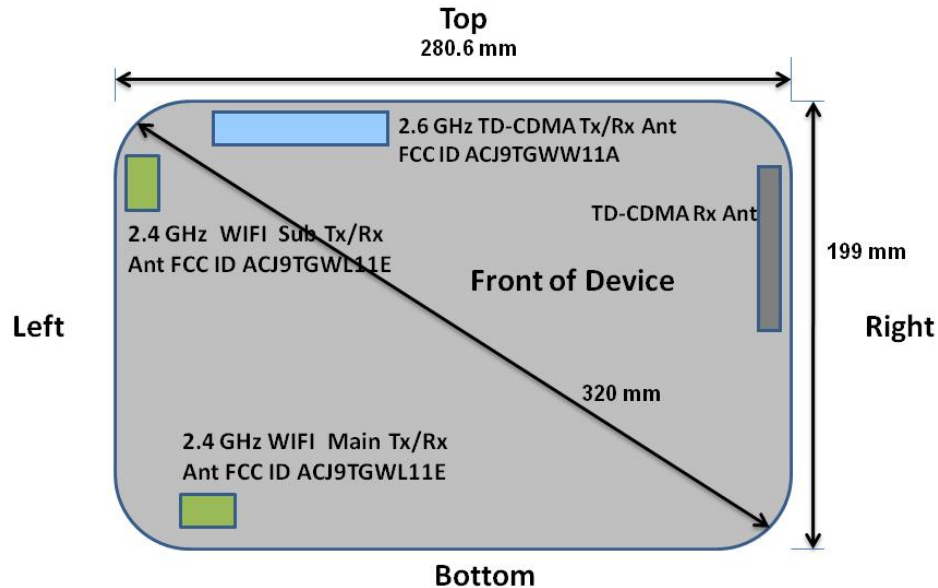 Top
280.6 mm
2.6 GHz TD-CDMA Tx/Rx Ant
FCC ID ACJ9TGWW11A
TD-CDMA Rx Ant
2.4 GHz WIFI Sub Tx/Rx
Ant FCC ID ACJ9TGWL11E
199 mm
Front of Device
Left
Right
320 mm
2.4 GHz WIFI Main Tx/Rx
Ant FCC ID ACJ9TGWL11E
Bottom